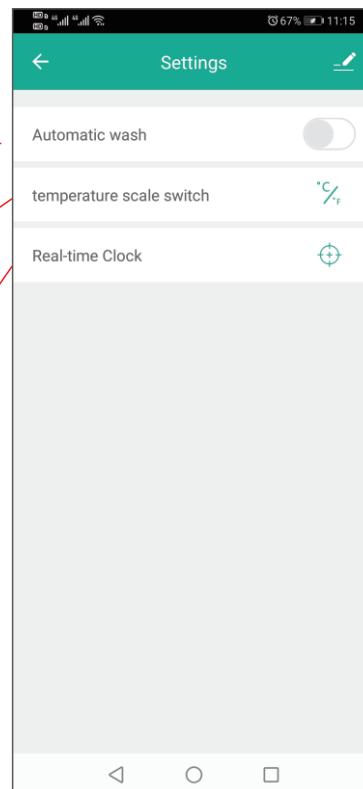 67% 11:15
Settings
Automatic wash
temperature scale switch
°C/°F
Real-time Clock